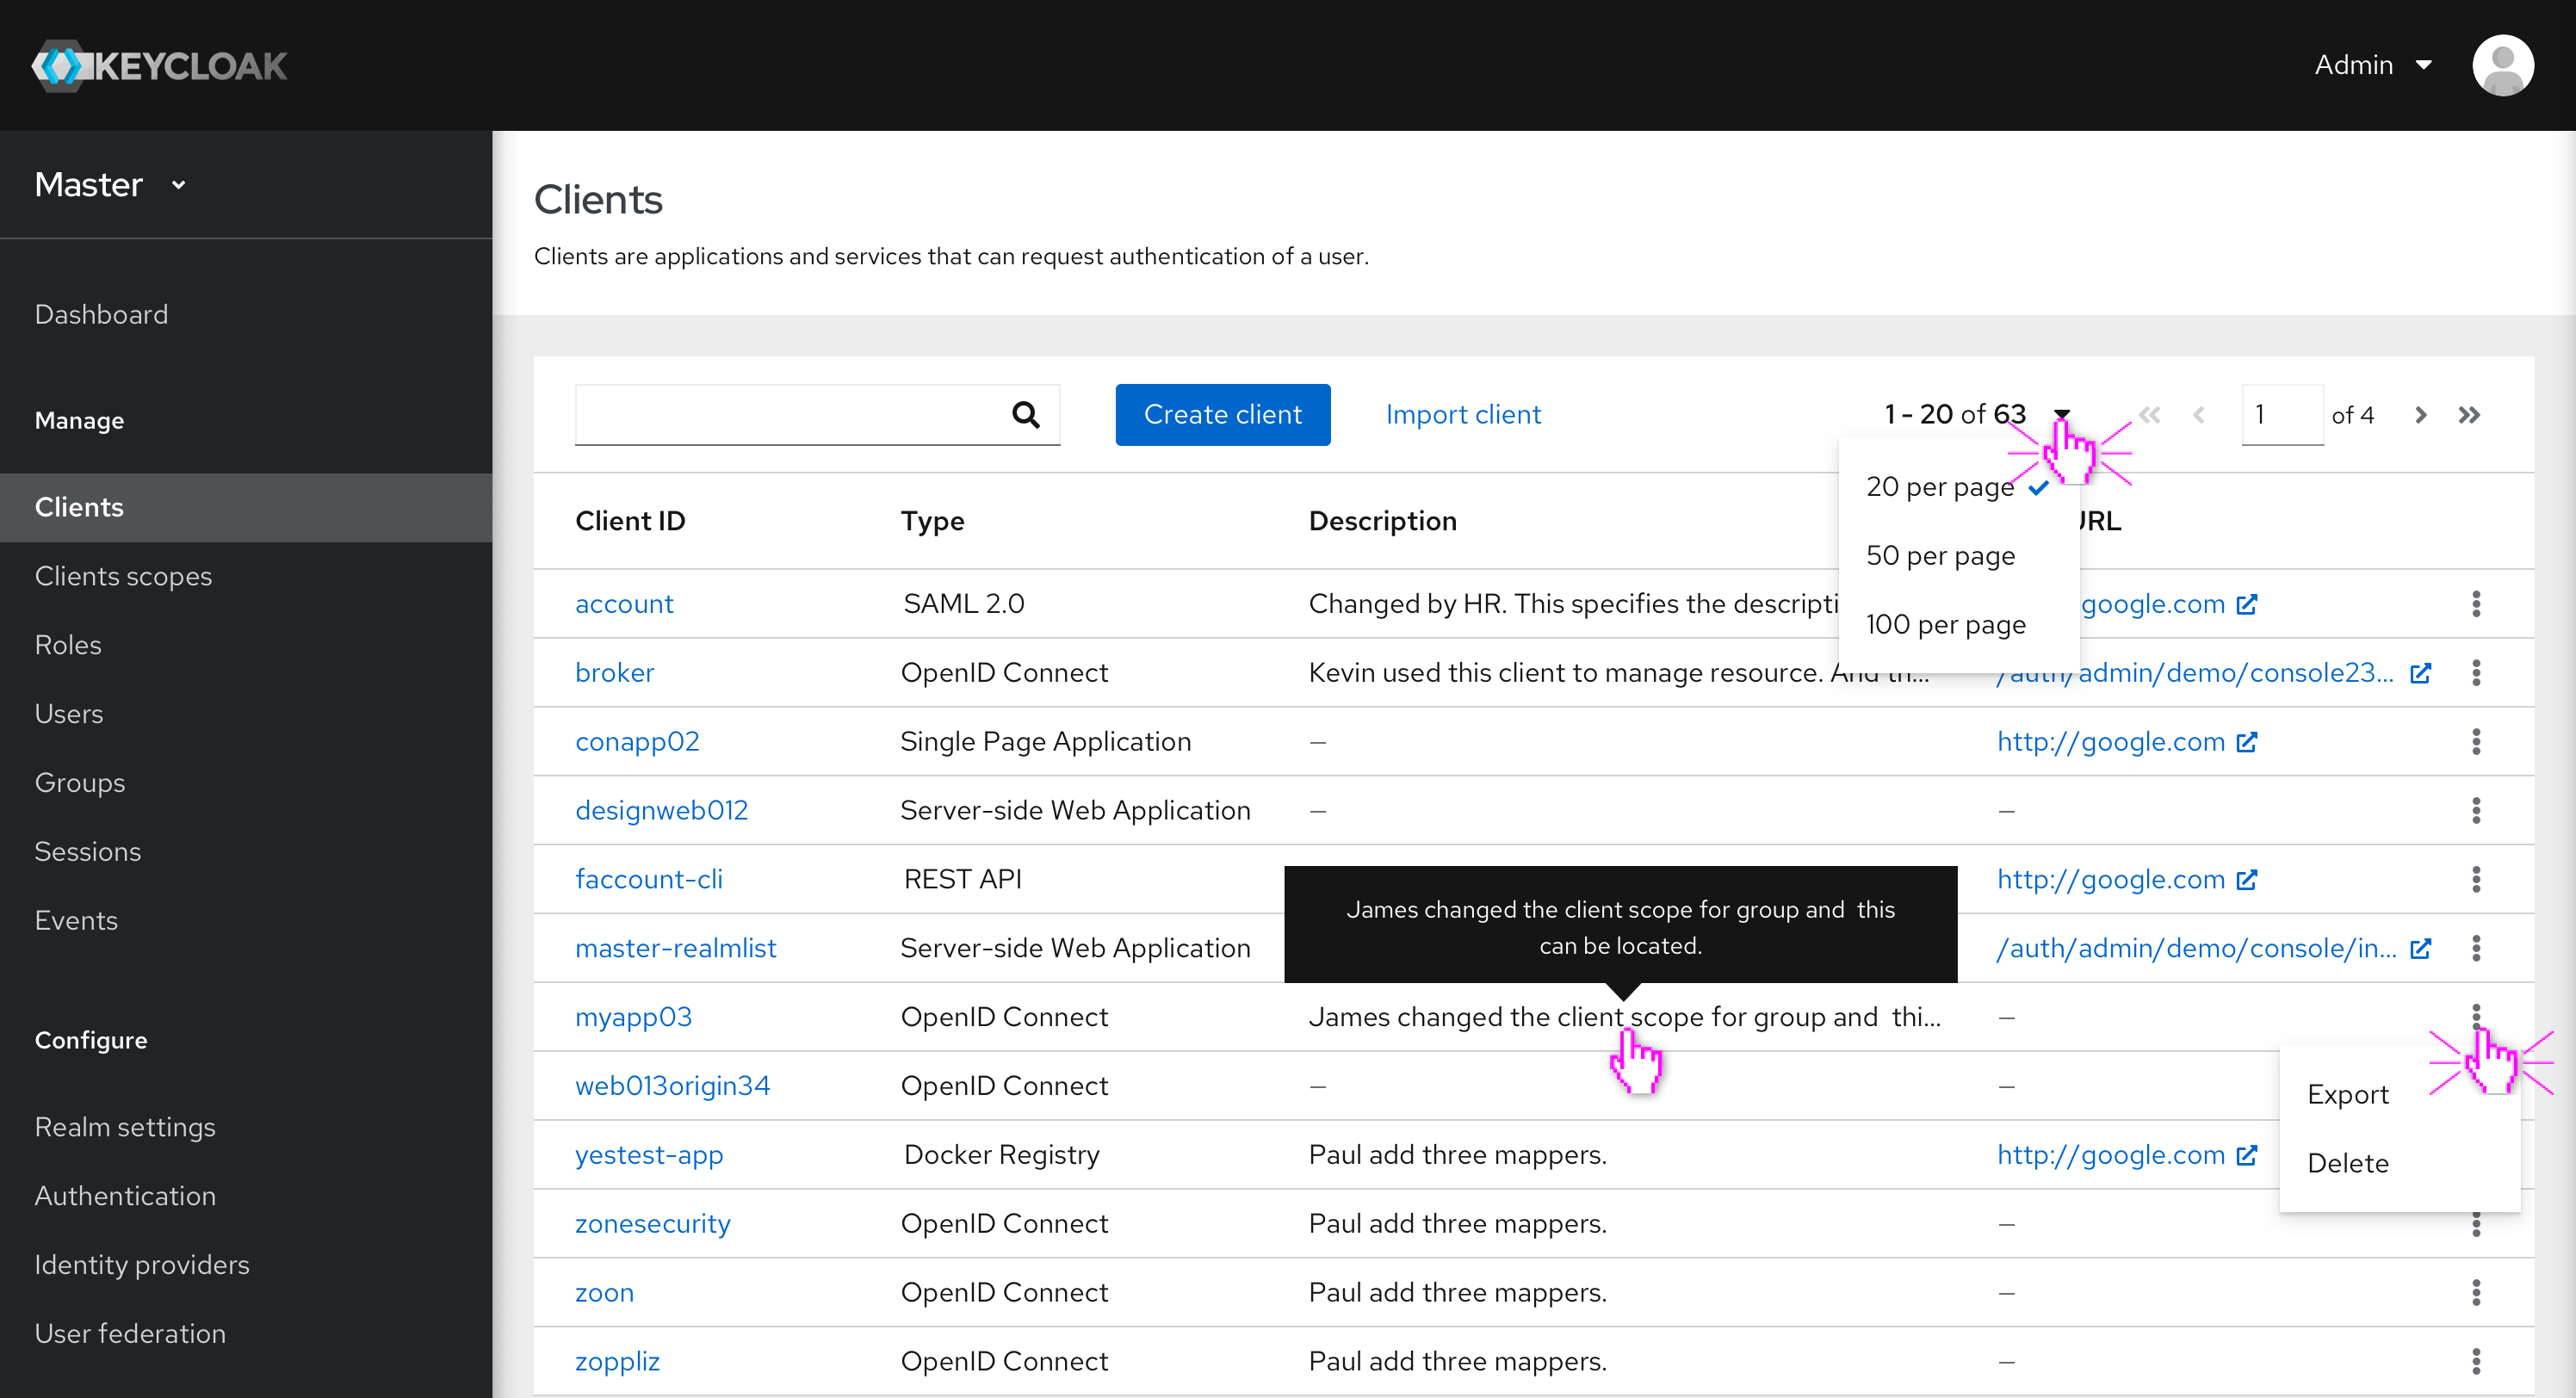 KEYCLOAK
Admin
Master
Dashboard
Manage
Clients
Clients scopes
Roles
Users
Groups
Sessions
Events
Configure
Realm settings
Authentication
Identity providers
User federation
Clients
Clients are applications and services that can request authentication of a user.
Create client Import client 1 - 20 of 63 1 of 4
20 per page
50 per page
100 per page
Client ID Type Description URL
account SAML 2.0 Changed by HR. This specifies the descripti google.com
broker OpenID Connect Kevin used this client to manage resource. And th... /auth/admin/demo/console23...
conapp02 Single Page Application – http://google.com
designweb012 Server-side Web Application – –
faccount-cli REST API http://google.com
James changed the client scope for group and this
can be located.
master-realmlist Server-side Web Application /auth/admin/demo/console/in...
myapp03 OpenID Connect James changed the client scope for group and thi... –
web013origin34 OpenID Connect – –
Export
Delete
yestest-app Docker Registry Paul add three mappers. http://google.com
zonesecurity OpenID Connect Paul add three mappers. –
zoon OpenID Connect Paul add three mappers. –
zoppliz OpenID Connect Paul add three mappers. –